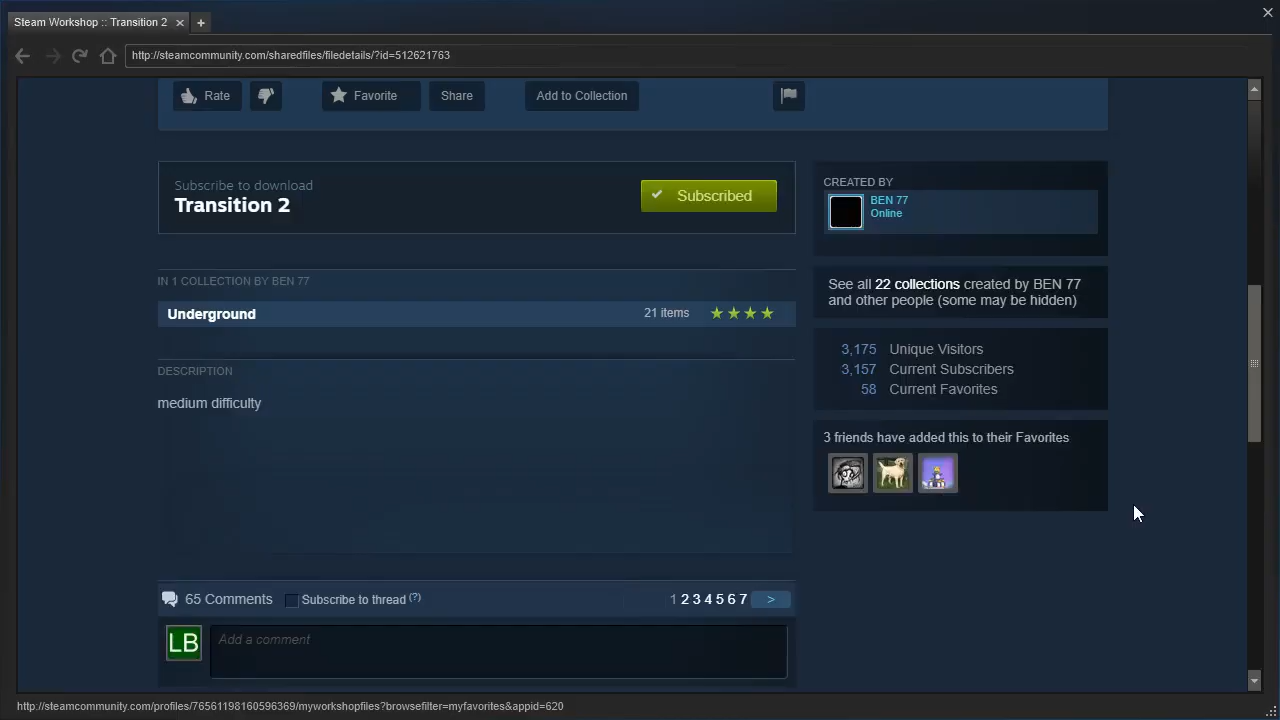 Steam Workshop :: Transition 2
http://steamcommunity.com/sharedfiles/filedetails/?id=512621763
Rate
Favorite
Share
Add to Collection
Subscribe to download
Transition 2
Subscribed
CREATED BY
BEN 77
Online
IN 1 COLLECTION BY BEN 77
Underground
21 items
See all 22 collections created by BEN 77
and other people (some may be hidden)
3,175 Unique Visitors
3,157 Current Subscribers
58 Current Favorites
DESCRIPTION
medium difficulty
3 friends have added this to their Favorites
65 Comments
Subscribe to thread (?)
1 2 3 4 5 6 7 >
LB
Add a comment
http://steamcommunity.com/profiles/76561198160596369/myworkshopfiles?browsefilter=myfavorites&appid=620